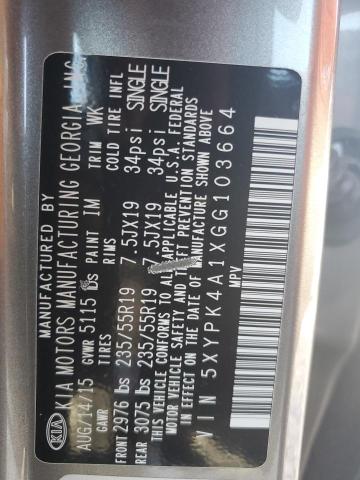 MANUFACTURED BY
KIA KIA MOTORS MANUFACTURING GEORGIA, INC.
AUG/14/15 GVWR 5115 lbs PAINT IM TRIM WK
GAWR TIRES COLD TIRE INFL
FRONT 2976 lbs 235/55R19 7.5JX19 34psi SINGLE
REAR 3075 lbs 235/55R19 7.5JX19 34psi SINGLE
THIS VEHICLE CONFORMS TO ALL APPLICABLE U.S.A. FEDERAL
MOTOR VEHICLE SAFETY AND THEFT PREVENTION STANDARDS
IN EFFECT ON THE DATE OF MANUFACTURE SHOWN ABOVE
VIN 5XYPK4A1XGG103664
MPV